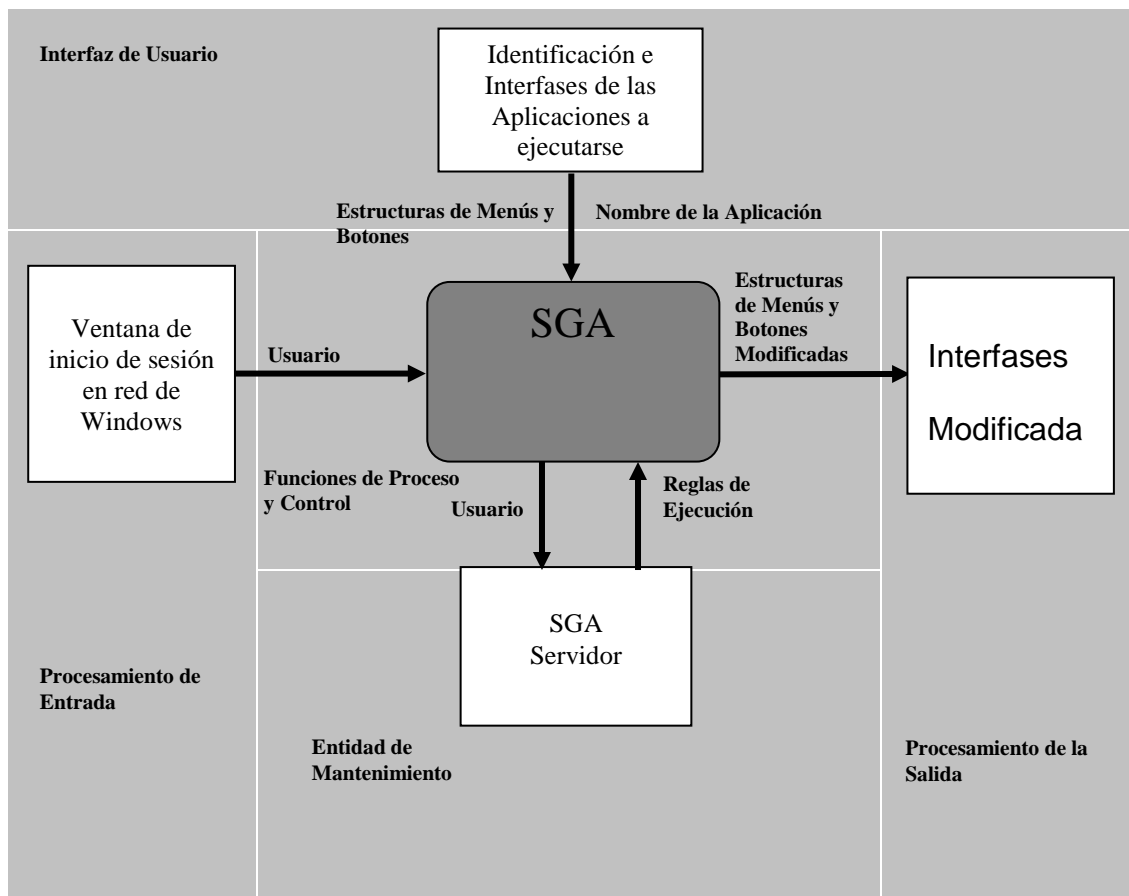 Interfaz de Usuario
Identificación e
Interfases de las
Aplicaciones a
ejecutarse
Estructuras de Menús y
Botones
Nombre de la Aplicación
Ventana de
inicio de sesión
en red de
Windows
Usuario
SGA
Estructuras
de Menús y
Botones
Modificadas
Interfases
Modificada
Funciones de Proceso
y Control
Usuario
Reglas de
Ejecución
SGA
Servidor
Procesamiento de
Entrada
Entidad de
Mantenimiento
Procesamiento de la
Salida